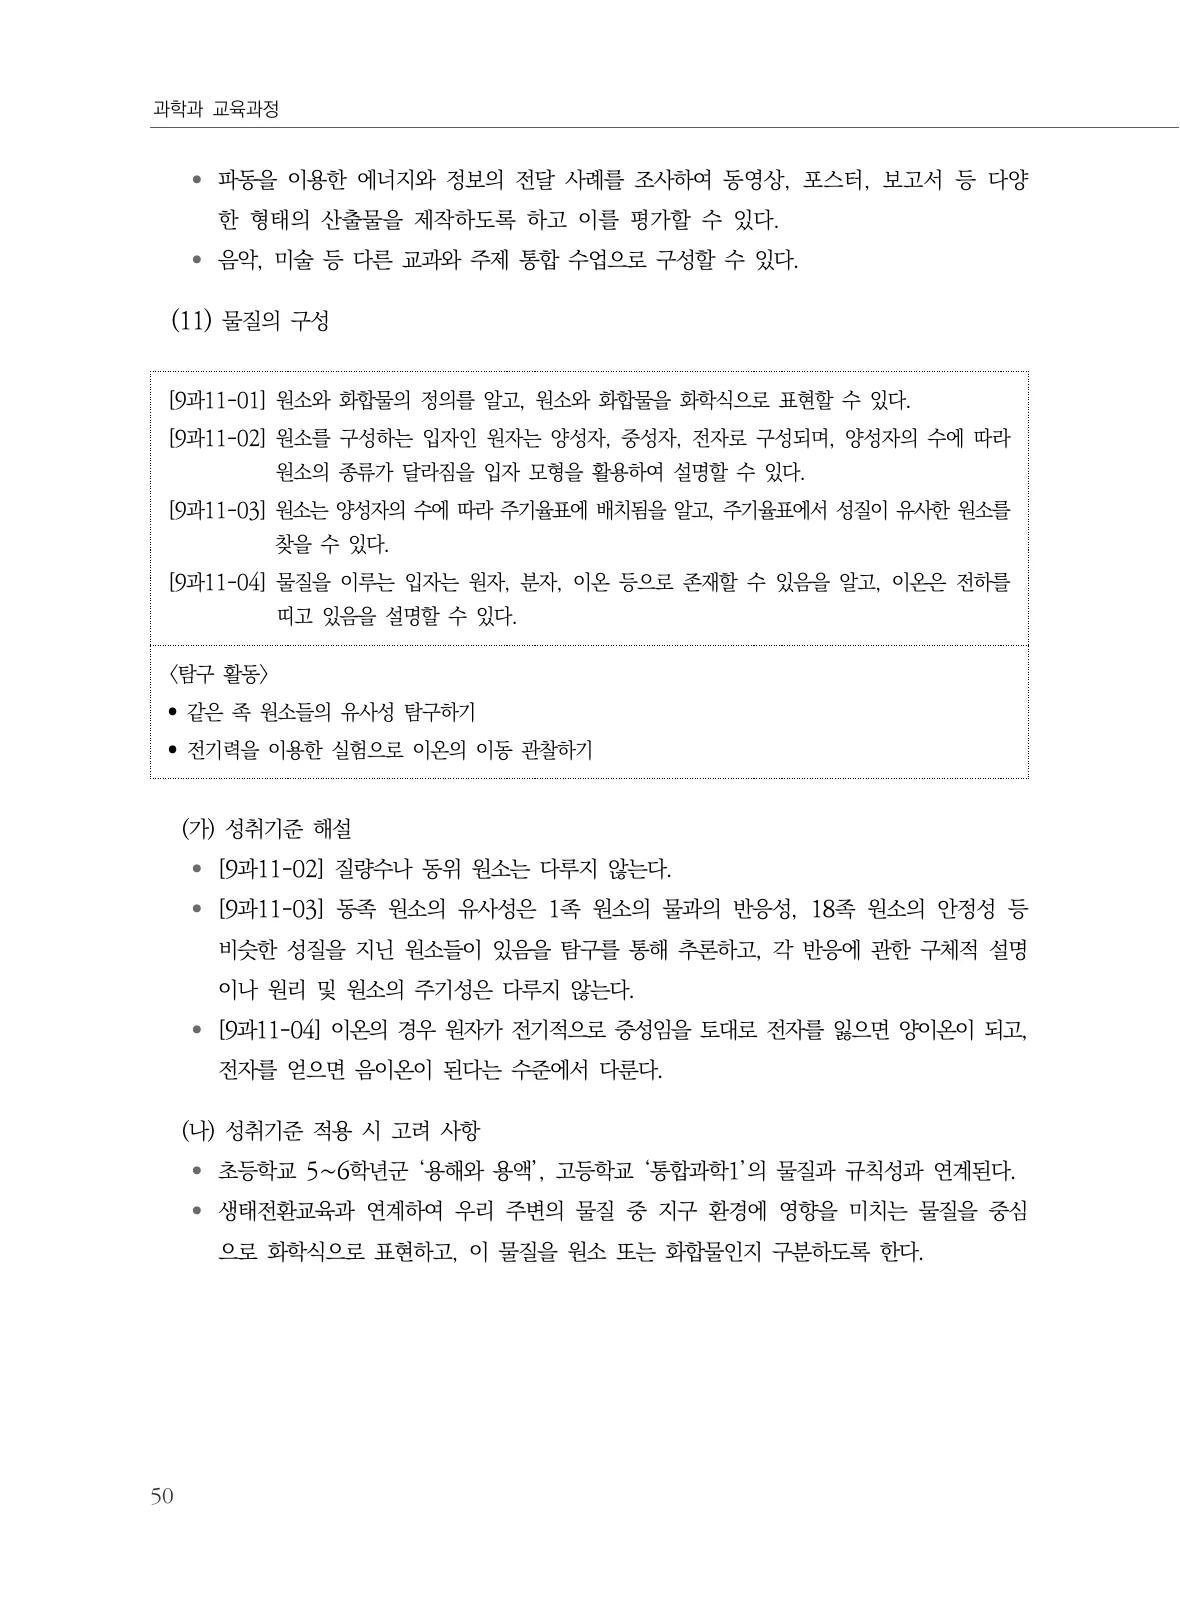 과학과 교육과정
• 파동을 이용한 에너지와 정보의 전달 사례를 조사하여 동영상, 포스터, 보고서 등 다양
한 형태의 산출물을 제작하도록 하고 이를 평가할 수 있다.
• 음악, 미술 등 다른 교과와 주제 통합 수업으로 구성할 수 있다.
(11) 물질의 구성
[9과11-01] 원소와 화합물의 정의를 알고, 원소와 화합물을 화학식으로 표현할 수 있다.
[9과11-02] 원소를 구성하는 입자인 원자는 양성자, 중성자, 전자로 구성되며, 양성자의 수에 따라
원소의 종류가 달라짐을 입자 모형을 활용하여 설명할 수 있다.
[9과11-03] 원소는 양성자의 수에 따라 주기율표에 배치됨을 알고, 주기율표에서 성질이 유사한 원소를
찾을 수 있다.
[9과11-04] 물질을 이루는 입자는 원자, 분자, 이온 등으로 존재할 수 있음을 알고, 이온은 전하를
띠고 있음을 설명할 수 있다.
〈탐구 활동〉
• 같은 족 원소들의 유사성 탐구하기
• 전기력을 이용한 실험으로 이온의 이동 관찰하기
(가) 성취기준 해설
• [9과11-02] 질량수나 동위 원소는 다루지 않는다.
• [9과11-03] 동족 원소의 유사성은 1족 원소의 물과의 반응성, 18족 원소의 안정성 등
비슷한 성질을 지닌 원소들이 있음을 탐구를 통해 추론하고, 각 반응에 관한 구체적 설명
이나 원리 및 원소의 주기성은 다루지 않는다.
• [9과11-04] 이온의 경우 원자가 전기적으로 중성임을 토대로 전자를 잃으면 양이온이 되고,
전자를 얻으면 음이온이 된다는 수준에서 다룬다.
(나) 성취기준 적용 시 고려 사항
• 초등학교 5~6학년군 ‘용해와 용액’, 고등학교 ‘통합과학1’의 물질과 규칙성과 연계된다.
• 생태전환교육과 연계하여 우리 주변의 물질 중 지구 환경에 영향을 미치는 물질을 중심
으로 화학식으로 표현하고, 이 물질을 원소 또는 화합물인지 구분하도록 한다.
50